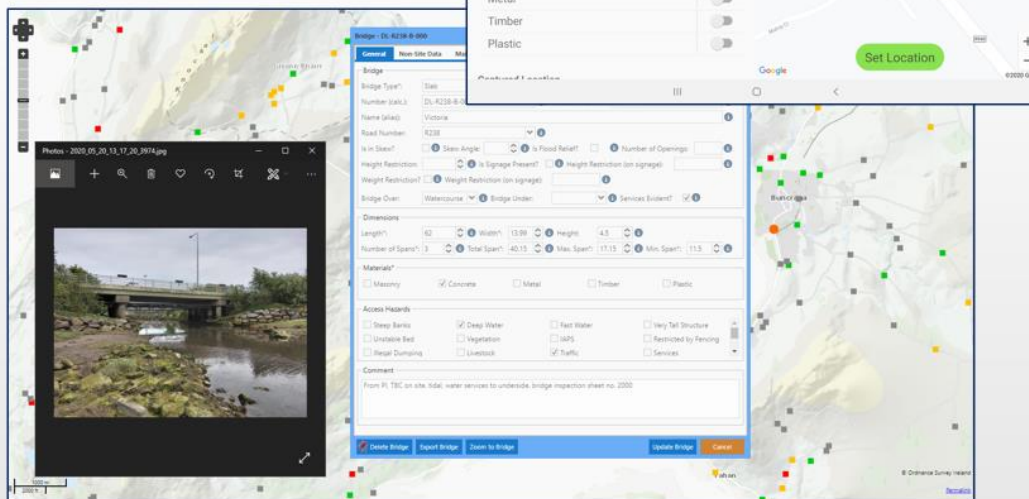 Timber
Plastic
Google
Set Location
Bridge - DL-R238-B-000
General Non-Site Data
Bridge
Bridge Type*: Slab
Number (calc.): DL-R238-B-0
Name (alias): Victoria
Road Number: R238
Is in Skew? Skew Angle: Is Flood Relief? Number of Openings:
Height Restriction: Is Signage Present? Height Restriction (on signage):
Weight Restriction? Weight Restriction (on signage):
Bridge Over: Watercourse Bridge Under: Services Evident?
Dimensions
Length*: 62 Width*: 13.99 Height: 4.5
Number of Spans*: 3 Total Span*: 40.15 Max. Span*: 17.15 Min. Span*: 11.5
Materials*
Masonry Concrete Metal Timber Plastic
Access Hazards
Steep Banks Deep Water Fast Water Very Tall Structure
Unstable Bed Vegetation IAPS Restricted by Fencing
Illegal Dumping Livestock Traffic Services
Comment
From PI, TBC on site, tidal, water services to underside, bridge inspection sheet no. 2000
Delete Bridge Export Bridge Zoom to Bridge Update Bridge Cancel
Photos - 2020_05_20_13_17_20_3974.jpg
© Ordnance Survey Ireland
Permalink